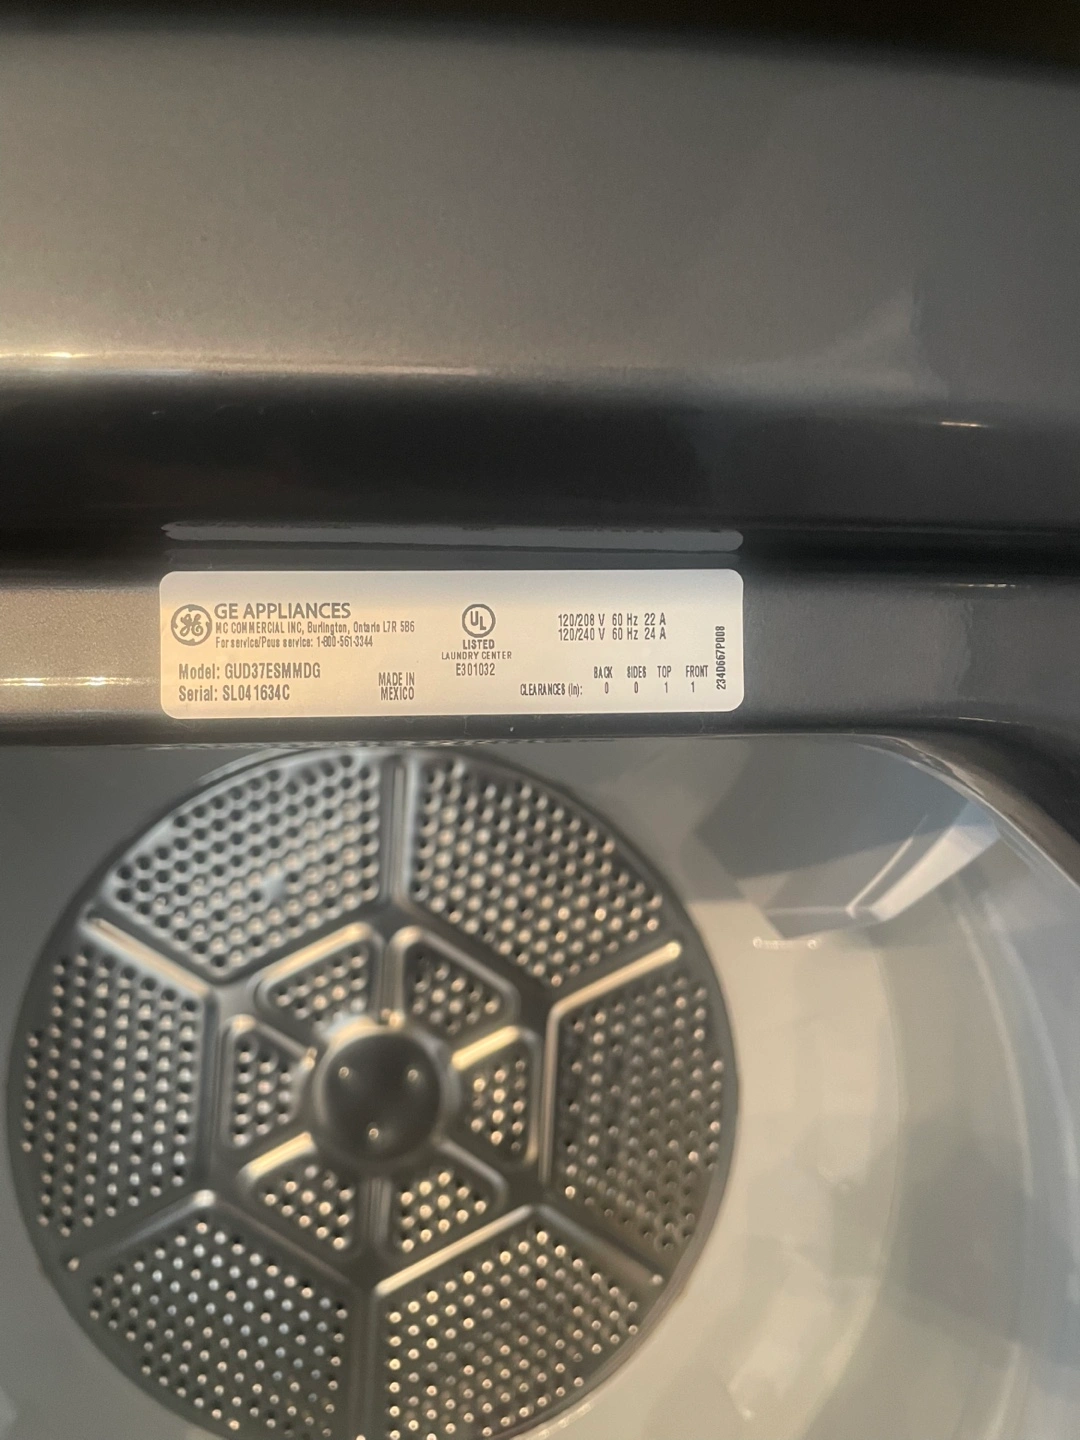 GE APPLIANCES
MC COMMERCIAL INC, Burlington, Ontario L7R 5B6
For service/Pous service: 1-800-561-3344
Model: GUD37ESMMDG
Serial: SL041634C
MADE IN
MEXICO
UL
LISTED
LAUNDRY CENTER
E301032
120/208 V 60 Hz 22 A
120/240 V 60 Hz 24 A
BACK SIDES TOP FRONT
CLEARANCES (In): 0 0 1 1
234D667P008